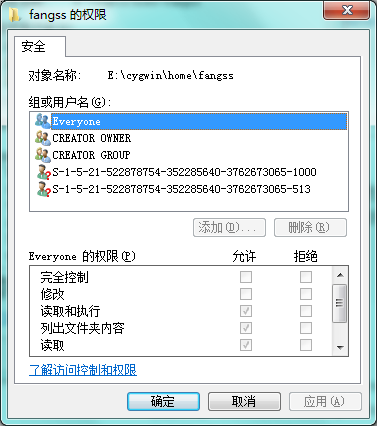 fangss 的权限
安全
对象名称: E:\cygwin\home\fangss
组或用户名(G):
Everyone
CREATOR OWNER
CREATOR GROUP
S-1-5-21-522878754-352285640-3762673065-1000
S-1-5-21-522878754-352285640-3762673065-513
添加(D)... 删除(R)
Everyone 的权限(P) 允许 拒绝
完全控制
修改
读取和执行
列出文件夹内容
读取
了解访问控制和权限
确定 取消 应用(A)